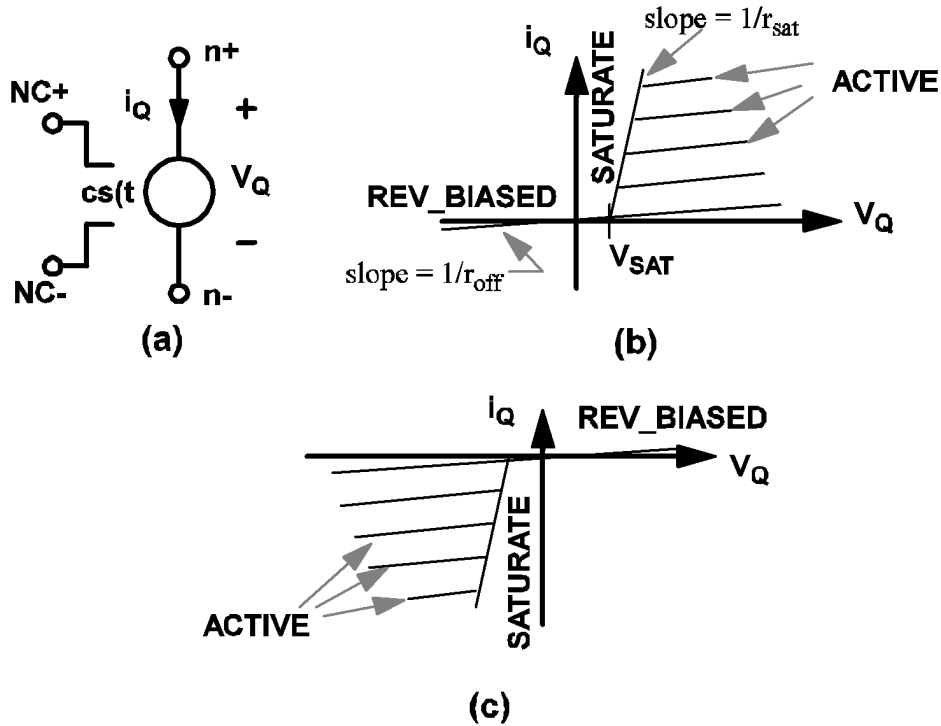 n+
NC+
iQ
+
cs(t
VQ
−
NC-
n-
(a)
slope = 1/rsat
iQ
SATURATE
ACTIVE
REV_BIASED
VQ
VSAT
slope = 1/roff
(b)
iQ
REV_BIASED
VQ
SATURATE
ACTIVE
(c)